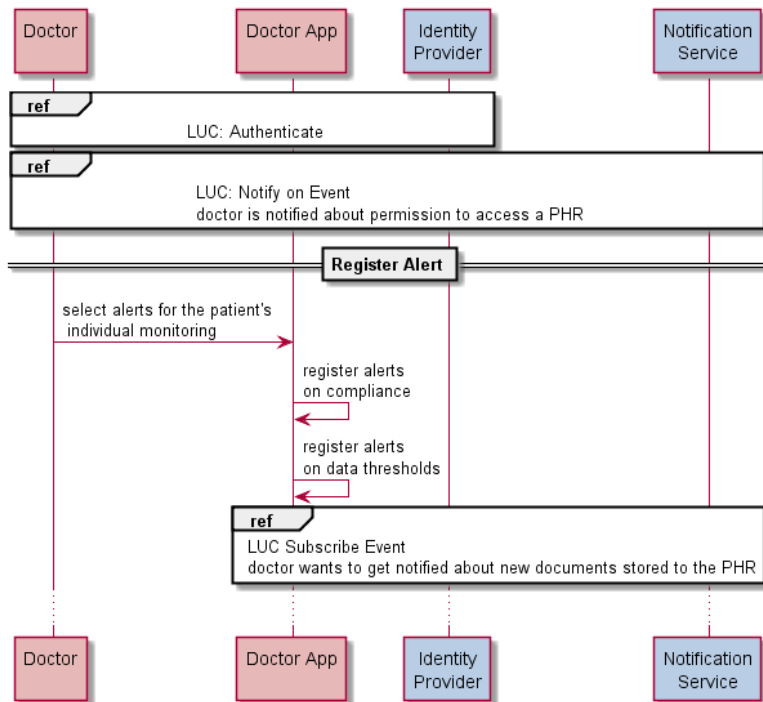 Doctor
Doctor App
Identity
Provider
Notification
Service
ref
LUC: Authenticate
ref
LUC: Notify on Event
doctor is notified about permission to access a PHR
Register Alert
select alerts for the patient's
individual monitoring
register alerts
on compliance
register alerts
on data thresholds
ref
LUC Subscribe Event
doctor wants to get notified about new documents stored to the PHR
Doctor
Doctor App
Identity
Provider
Notification
Service